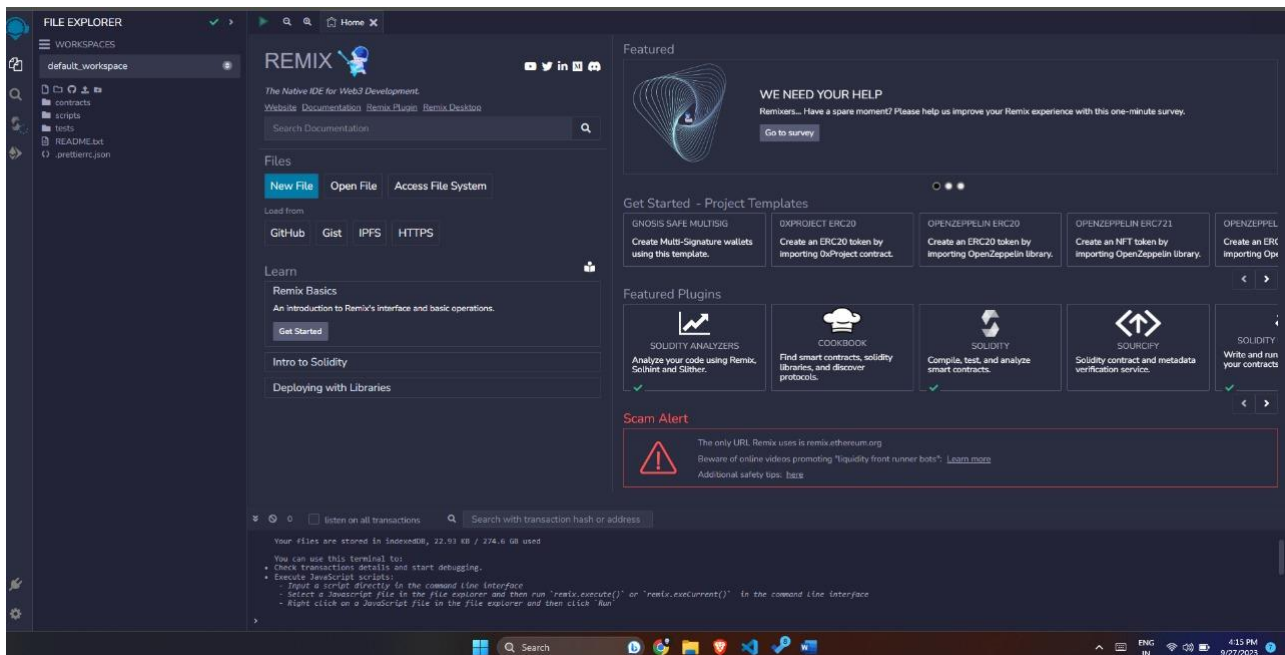 FILE EXPLORER
WORKSPACES
default_workspace
contracts
scripts
tests
README.txt
.prettierrc.json
Home
REMIX
The Native IDE for Web3 Development.
Website Documentation Remix Plugin Remix Desktop
Search Documentation
Files
New File Open File Access File System
Load from
GitHub Gist IPFS HTTPS
Learn
Remix Basics
An introduction to Remix's interface and basic operations.
Get Started
Intro to Solidity
Deploying with Libraries
Featured
WE NEED YOUR HELP
Remixers... Have a spare moment? Please help us improve your Remix experience with this one-minute survey.
Go to survey
Get Started - Project Templates
GNOSIS SAFE MULTISIG
Create Multi-Signature wallets
using this template.
0XPROJECT ERC20
Create an ERC20 token by
importing 0xProject contract.
OPENZEPPELIN ERC20
Create an ERC20 token by
importing OpenZeppelin library.
OPENZEPPELIN ERC721
Create an NFT token by
importing OpenZeppelin library.
OPENZEPPEL
Create an ERC
importing Ope
Featured Plugins
SOLIDITY ANALYZERS
Analyze your code using Remix,
Solhint and Slither.
COOKBOOK
Find smart contracts, solidity
libraries, and discover
protocols.
SOLIDITY
Compile, test, and analyze
smart contracts.
SOURCIFY
Solidity contract and metadata
verification service.
SOLIDITY
Write and run
your contracts
Scam Alert
The only URL Remix uses is remix.ethereum.org
Beware of online videos promoting "liquidity front runner bots": Learn more
Additional safety tips: here
0 listen on all transactions Search with transaction hash or address
Your files are stored in indexedDB, 22.93 KB / 274.6 GB used
You can use this terminal to:
• Check transactions details and start debugging.
• Execute JavaScript scripts:
- Input a script directly in the command line interface
- Select a Javascript file in the file explorer and then run `remix.execute()` or `remix.exeCurrent()` in the command line interface
- Right click on a JavaScript file in the file explorer and then click `Run`
>
Search
ENG
IN
4:15 PM
9/27/2023